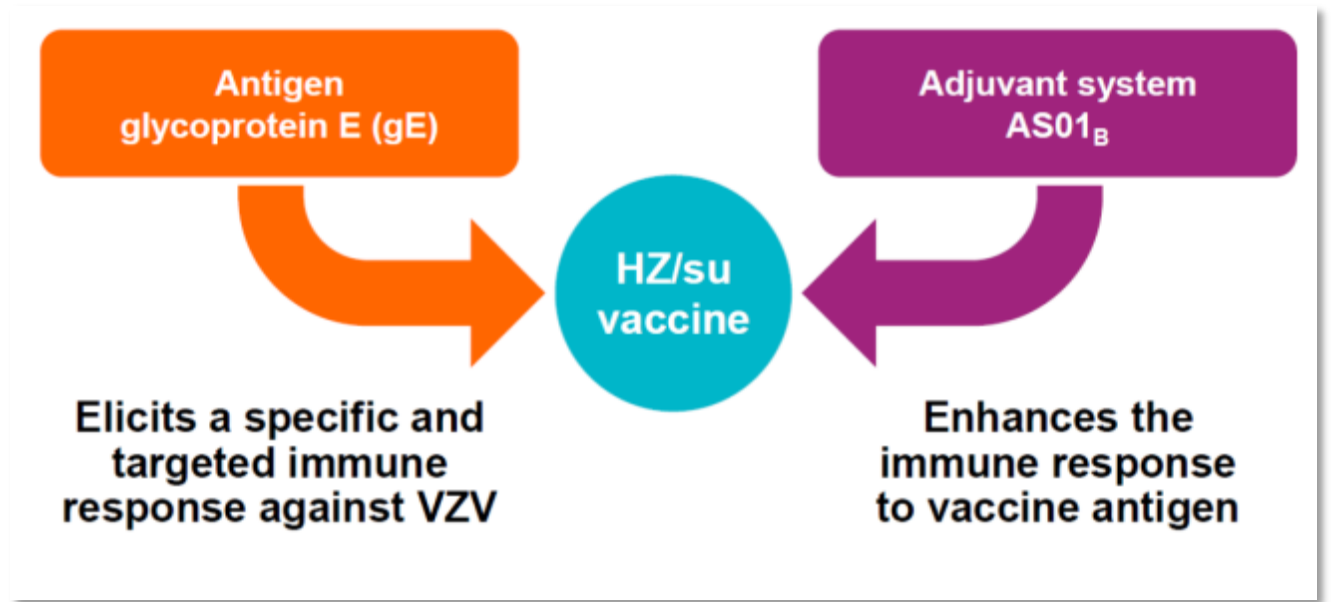 Antigen
glycoprotein E (gE)
Adjuvant system
AS01B
HZ/su
vaccine
Elicits a specific and
targeted immune
response against VZV
Enhances the
immune response
to vaccine antigen